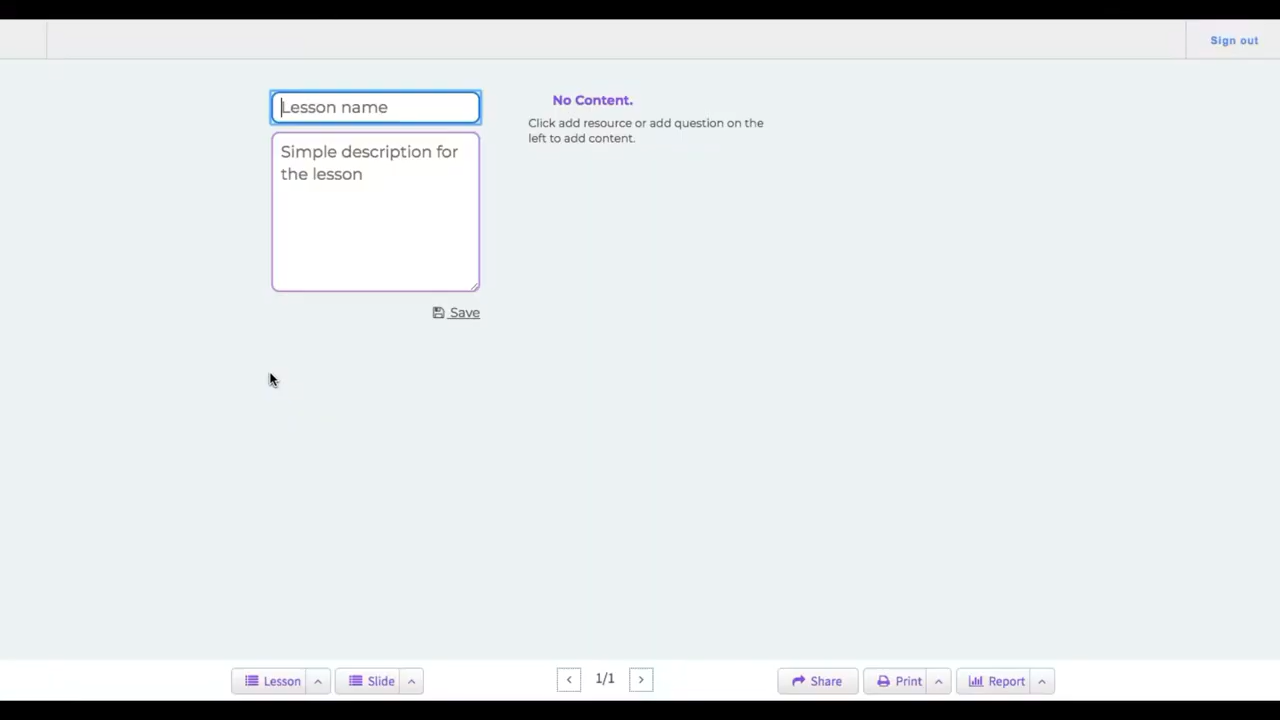 Sign out
Lesson name
No Content.
Simple description for
the lesson
Click add resource or add question on the
left to add content.
Save
Lesson
Slide
1/1
Share
Print
Report